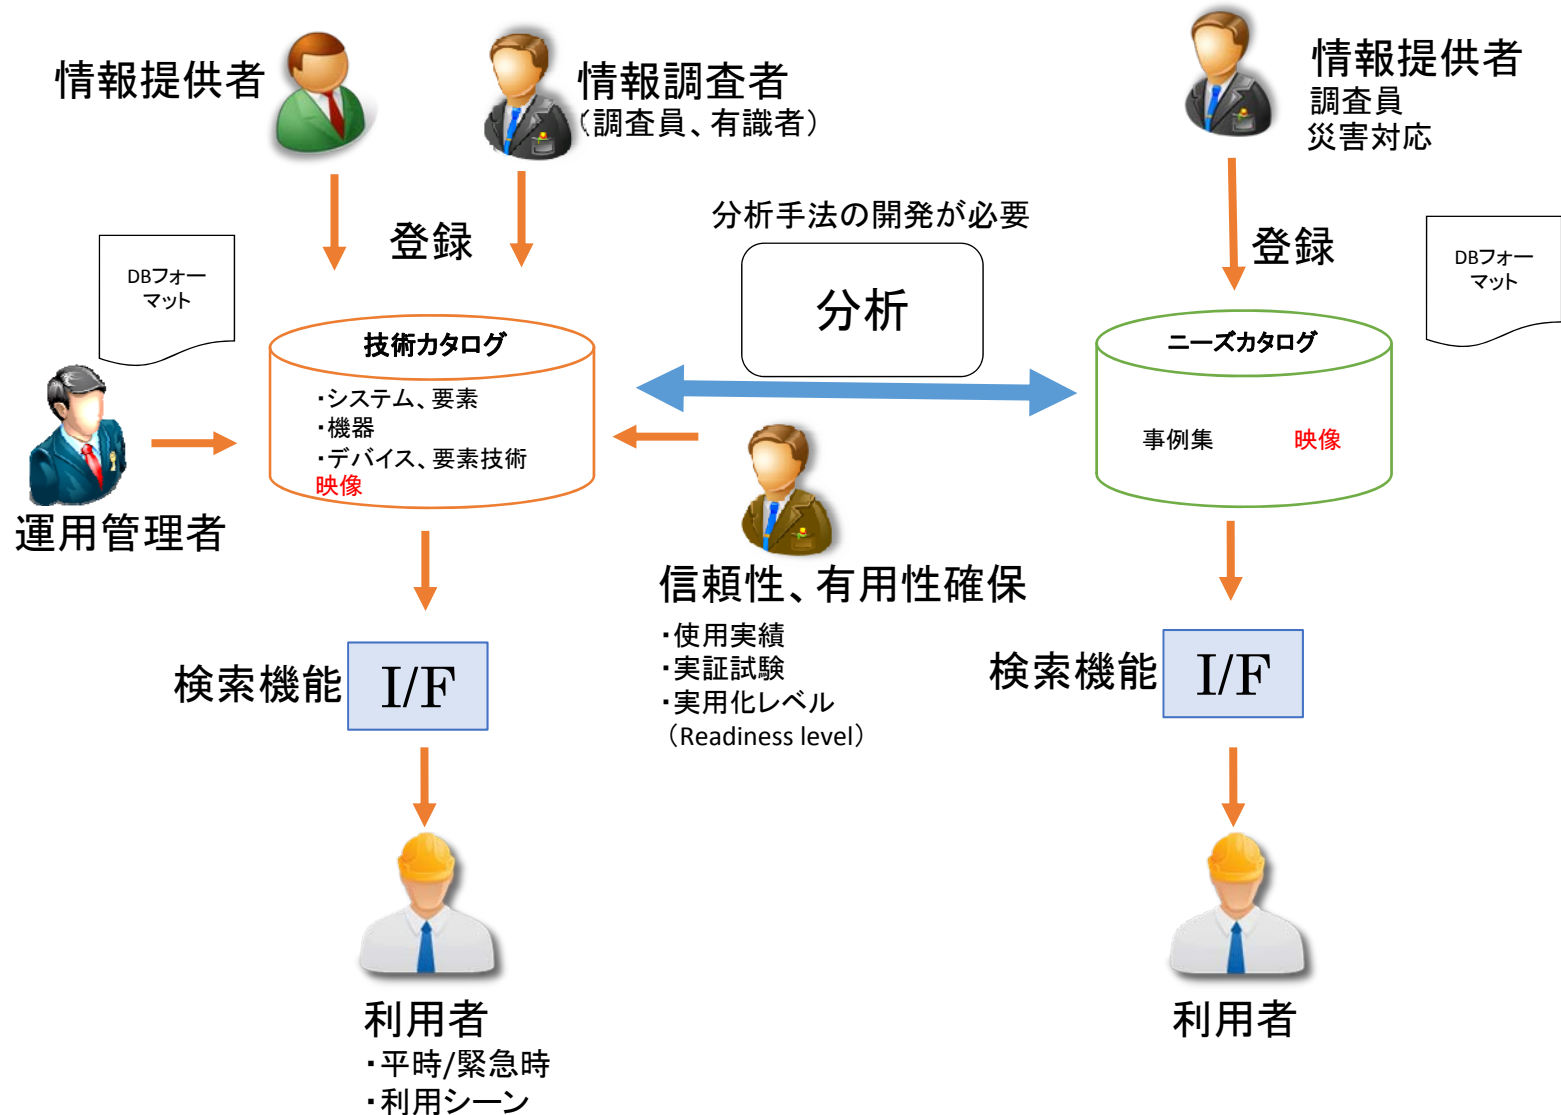 情報提供者
情報調査者
（調査員、有識者）
情報提供者
調査員
災害対応
登録
分析手法の開発が必要
登録
DBフォー
マット
分析
DBフォー
マット
技術カタログ
・システム、要素
・機器
・デバイス、要素技術
映像
ニーズカタログ
事例集
映像
運用管理者
信頼性、有用性確保
・使用実績
・実証試験
・実用化レベル
（Readiness level）
検索機能
I/F
検索機能
I/F
利用者
・平時/緊急時
・利用シーン
利用者